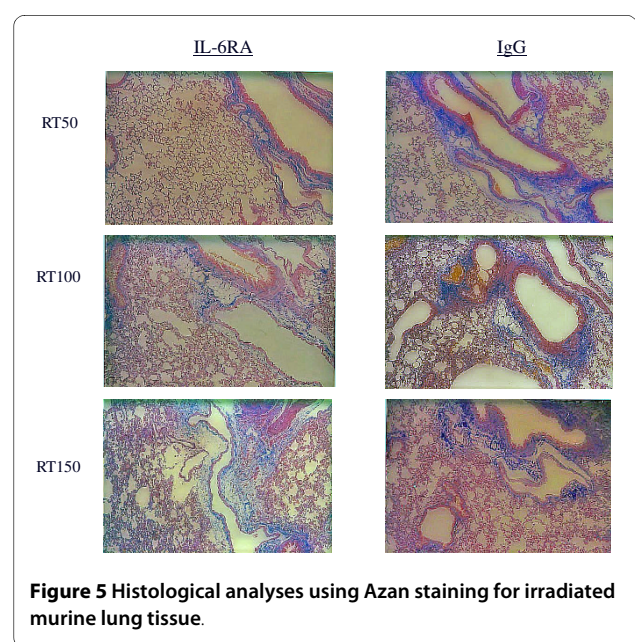 IL-6RA IgG
RT50
RT100
RT150
Figure 5 Histological analyses using Azan staining for irradiated
murine lung tissue.